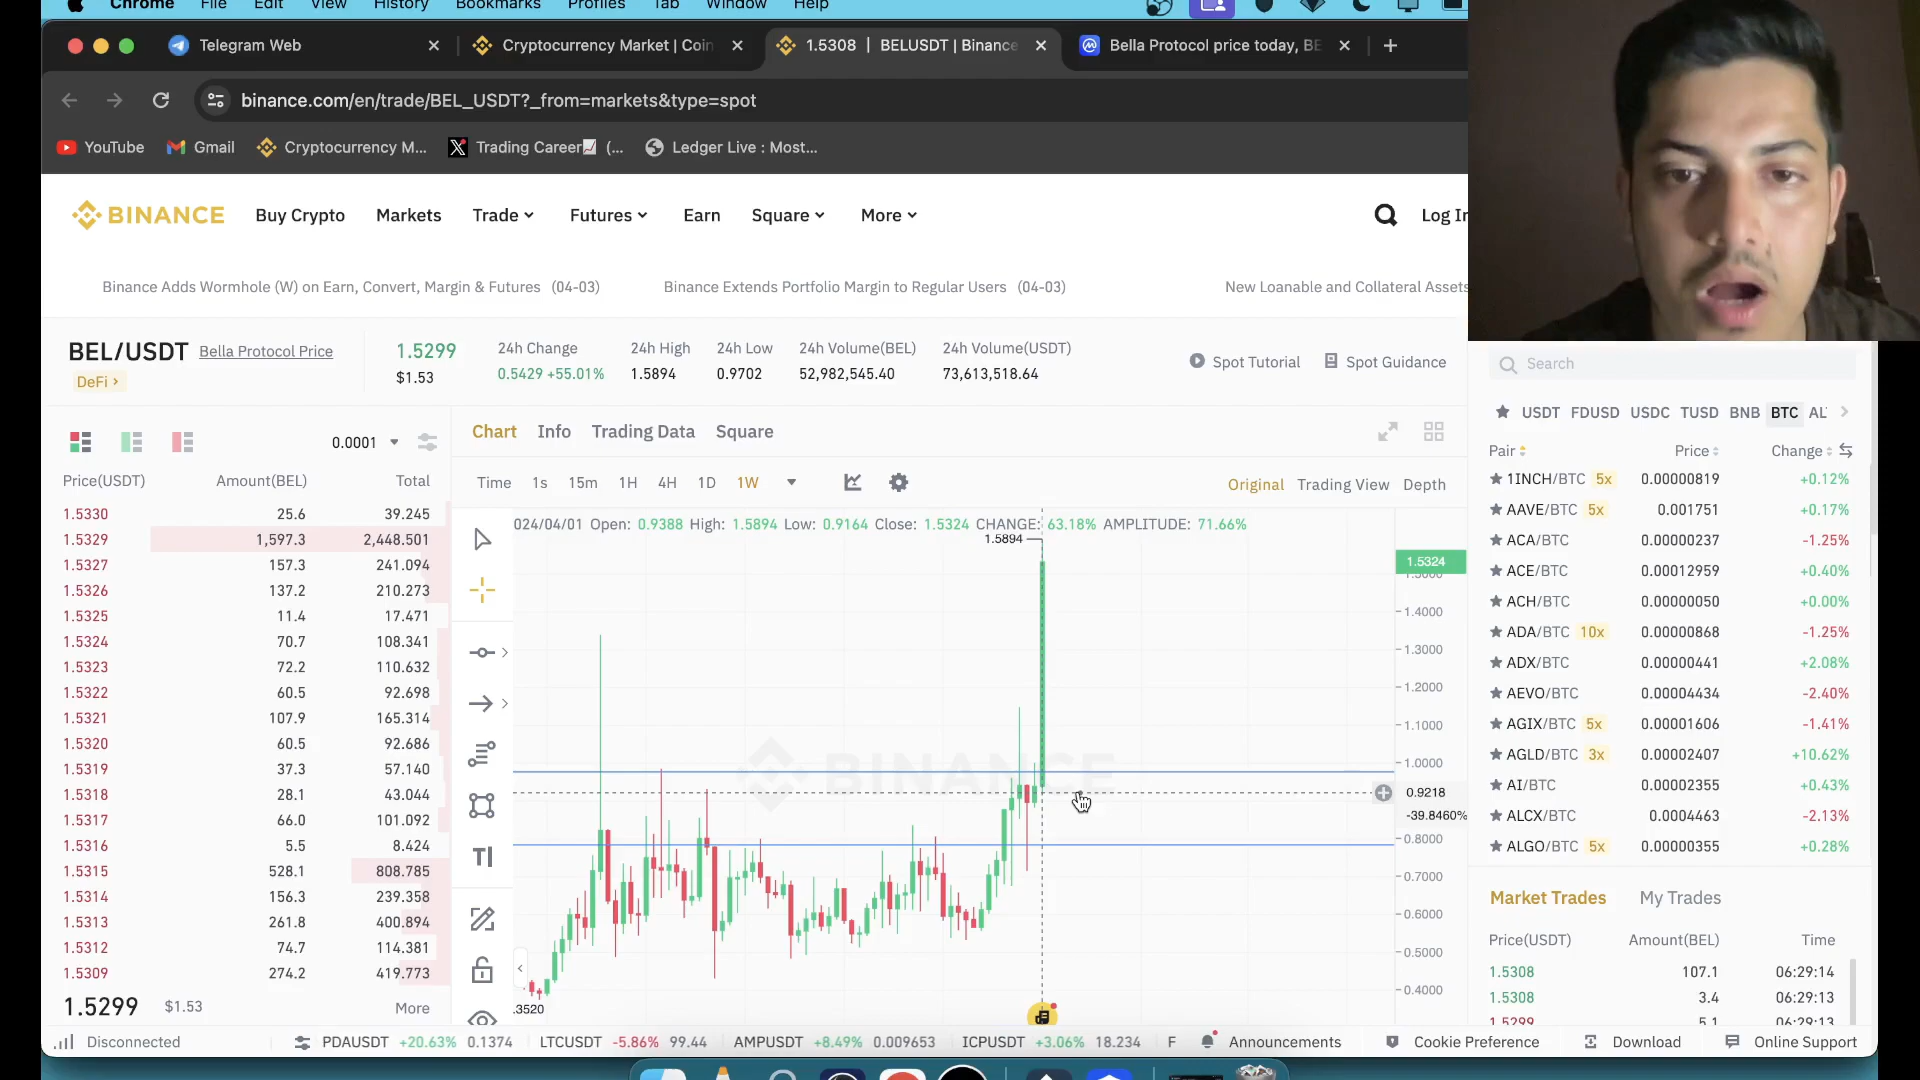 Chrome File Edit View History Bookmarks Profiles Tab Window Help
Telegram Web
Cryptocurrency Market | Coin
1.5308 | BELUSDT | Binance
Bella Protocol price today, BE
binance.com/en/trade/BEL_USDT?_from=markets&type=spot
YouTube Gmail Cryptocurrency M... Trading Career (... Ledger Live : Most...
BINANCE Buy Crypto Markets Trade Futures Earn Square More Log In
Binance Adds Wormhole (W) on Earn, Convert, Margin & Futures (04-03) Binance Extends Portfolio Margin to Regular Users (04-03) New Loanable and Collateral Assets
BEL/USDT Bella Protocol Price
DeFi
1.5299
$1.53
24h Change 24h High 24h Low 24h Volume(BEL) 24h Volume(USDT)
0.5429 +55.01% 1.5894 0.9702 52,982,545.40 73,613,518.64
Spot Tutorial Spot Guidance
0.0001
Price(USDT) Amount(BEL) Total
1.5330 25.6 39.245
1.5329 1,597.3 2,448.501
1.5327 157.3 241.094
1.5326 137.2 210.273
1.5325 11.4 17.471
1.5324 70.7 108.341
1.5323 72.2 110.632
1.5322 60.5 92.698
1.5321 107.9 165.314
1.5320 60.5 92.686
1.5319 37.3 57.140
1.5318 28.1 43.044
1.5317 66.0 101.092
1.5316 5.5 8.424
1.5315 528.1 808.785
1.5314 156.3 239.358
1.5313 261.8 400.894
1.5312 74.7 114.381
1.5309 274.2 419.773
1.5299 $1.53 More
Chart Info Trading Data Square
Time 1s 15m 1H 4H 1D 1W
Original Trading View Depth
024/04/01 Open: 0.9388 High: 1.5894 Low: 0.9164 Close: 1.5324 CHANGE: 63.18% AMPLITUDE: 71.66%
1.5894
1.5324
1.4000
1.3000
1.2000
1.1000
1.0000
BINANCE
0.9218
-39.8460%
0.8000
0.7000
0.6000
0.5000
0.4000
.3520
Search
USDT FDUSD USDC TUSD BNB BTC AL
Pair Price Change
1INCH/BTC 5x 0.00000819 +0.12%
AAVE/BTC 5x 0.001751 +0.17%
ACA/BTC 0.00000237 -1.25%
ACE/BTC 0.00012959 +0.40%
ACH/BTC 0.00000050 +0.00%
ADA/BTC 10x 0.00000868 -1.25%
ADX/BTC 0.00000441 +2.08%
AEVO/BTC 0.00004434 -2.40%
AGIX/BTC 5x 0.00001606 -1.41%
AGLD/BTC 3x 0.00002407 +10.62%
AI/BTC 0.00002355 +0.43%
ALCX/BTC 0.0004463 -2.13%
ALGO/BTC 5x 0.00000355 +0.28%
Market Trades My Trades
Price(USDT) Amount(BEL) Time
1.5308 107.1 06:29:14
1.5308 3.4 06:29:13
1.5299 5.1 06:29:13
Disconnected PDAUSDT +20.63% 0.1374 LTCUSDT -5.86% 99.44 AMPUSDT +8.49% 0.009653 ICPUSDT +3.06% 18.234 F Announcements Cookie Preference Download Online Support